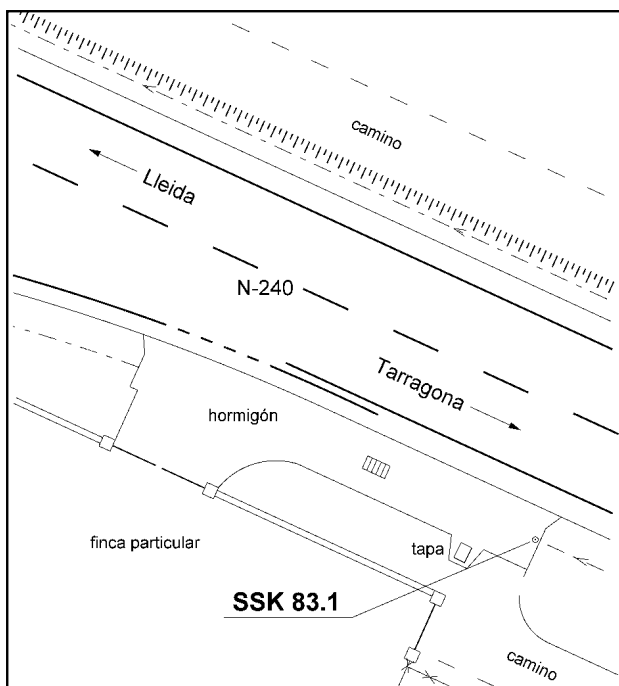 camino
Lleida
N-240
Tarragona
hormigón
finca particular
tapa
SSK 83.1
camino